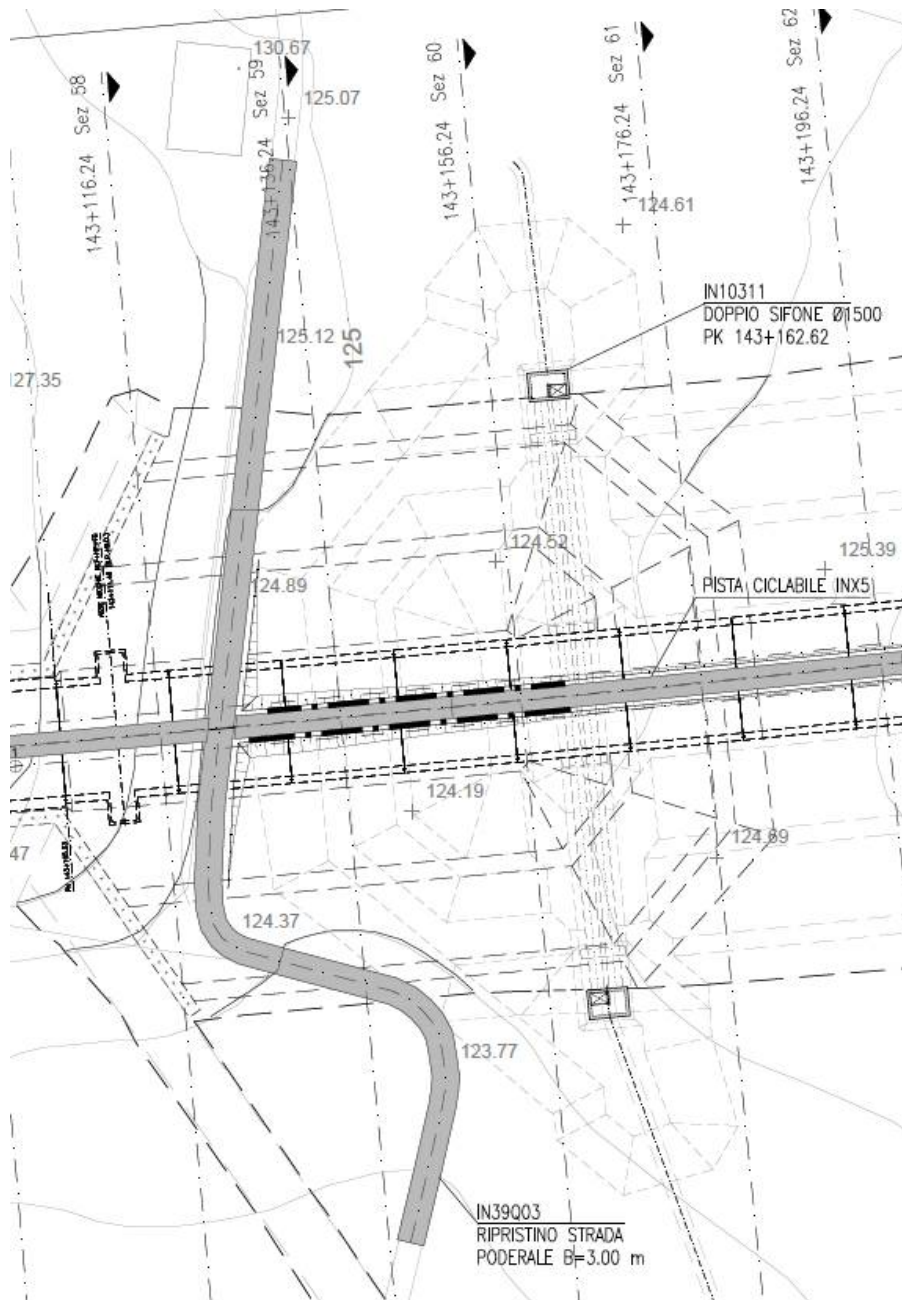 130.67
125.07
143+116.24 Sez 58
143+136.24 Sez 59
143+156.24 Sez 60
143+176.24 Sez 61
143+196.24 Sez 62
124.61
IN10311
DOPPIO SIFONE Ø1500
PK 143+162.62
125.12
125
127.35
124.52
125.39
124.89
PISTA CICLABILE INX5
124.19
124.69
47
124.37
123.77
IN39Q03
RIPRISTINO STRADA
PODERALE B=3.00 m